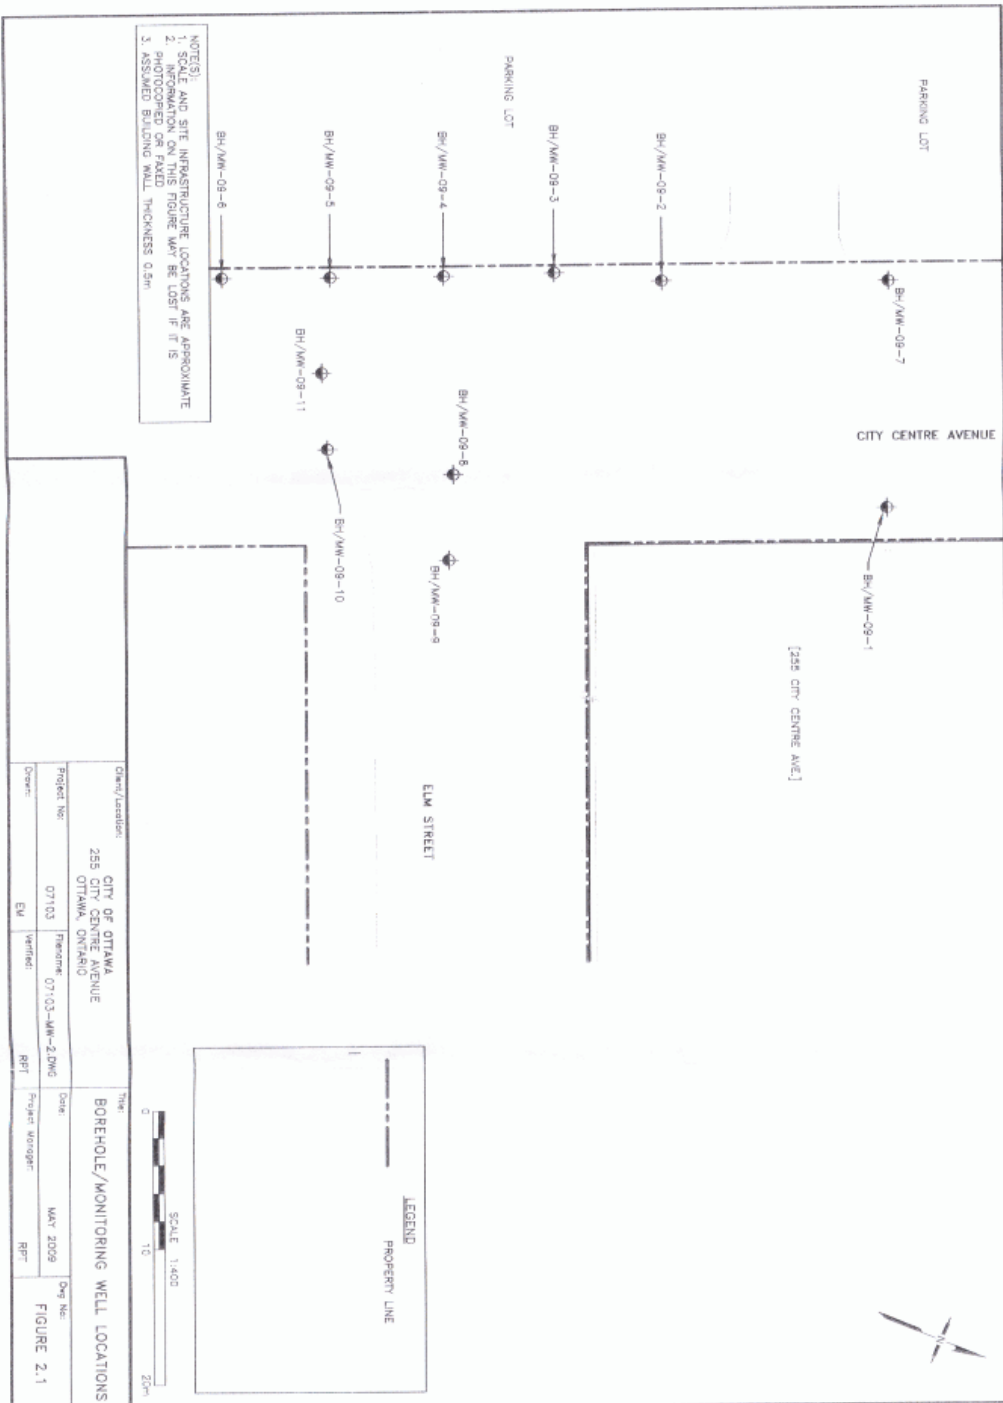 PARKING LOT
BH/MW-09-7
CITY CENTRE AVENUE
BH/MW-09-1
[255 CITY CENTRE AVE.]
BH/MW-09-2
BH/MW-09-3
PARKING LOT
BH/MW-09-4
BH/MW-09-8
BH/MW-09-9
ELM STREET
BH/MW-09-5
BH/MW-09-11
BH/MW-09-10
BH/MW-09-6
NOTE(S):
1. SCALE AND SITE INFRASTRUCTURE LOCATIONS ARE APPROXIMATE
2. INFORMATION ON THIS FIGURE MAY BE LOST IF IT IS
PHOTOCOPIED OR FAXED
3. ASSUMED BUILDING WALL THICKNESS 0.5m
N
LEGEND
PROPERTY LINE
SCALE 1:400
0 10 20m
Client/Location:
CITY OF OTTAWA
255 CITY CENTRE AVENUE
OTTAWA, ONTARIO
Title:
BOREHOLE/MONITORING WELL LOCATIONS
Project No: 07103
Filename: 07103-MW-2.DWG
Date: MAY 2009
Dwg No:
FIGURE 2.1
Drawn: EM
Verified: RPT
Project Manager: RPT